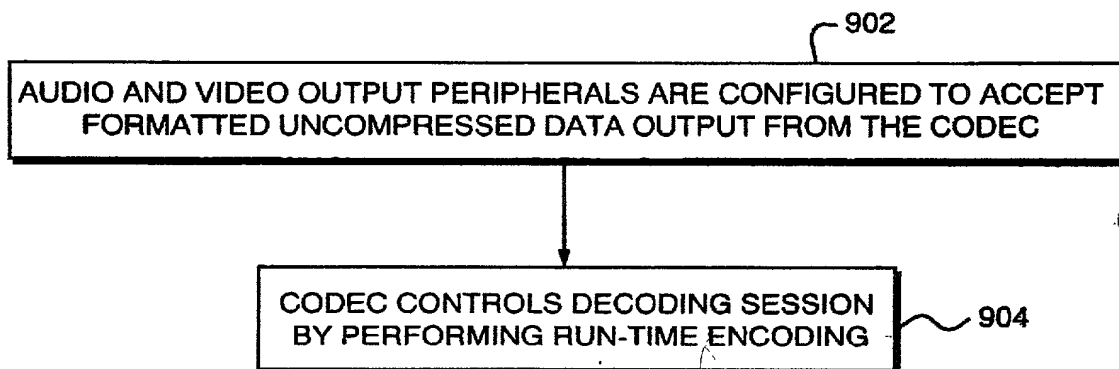 902
AUDIO AND VIDEO OUTPUT PERIPHERALS ARE CONFIGURED TO ACCEPT
FORMATTED UNCOMPRESSED DATA OUTPUT FROM THE CODEC
CODEC CONTROLS DECODING SESSION
BY PERFORMING RUN-TIME ENCODING
904